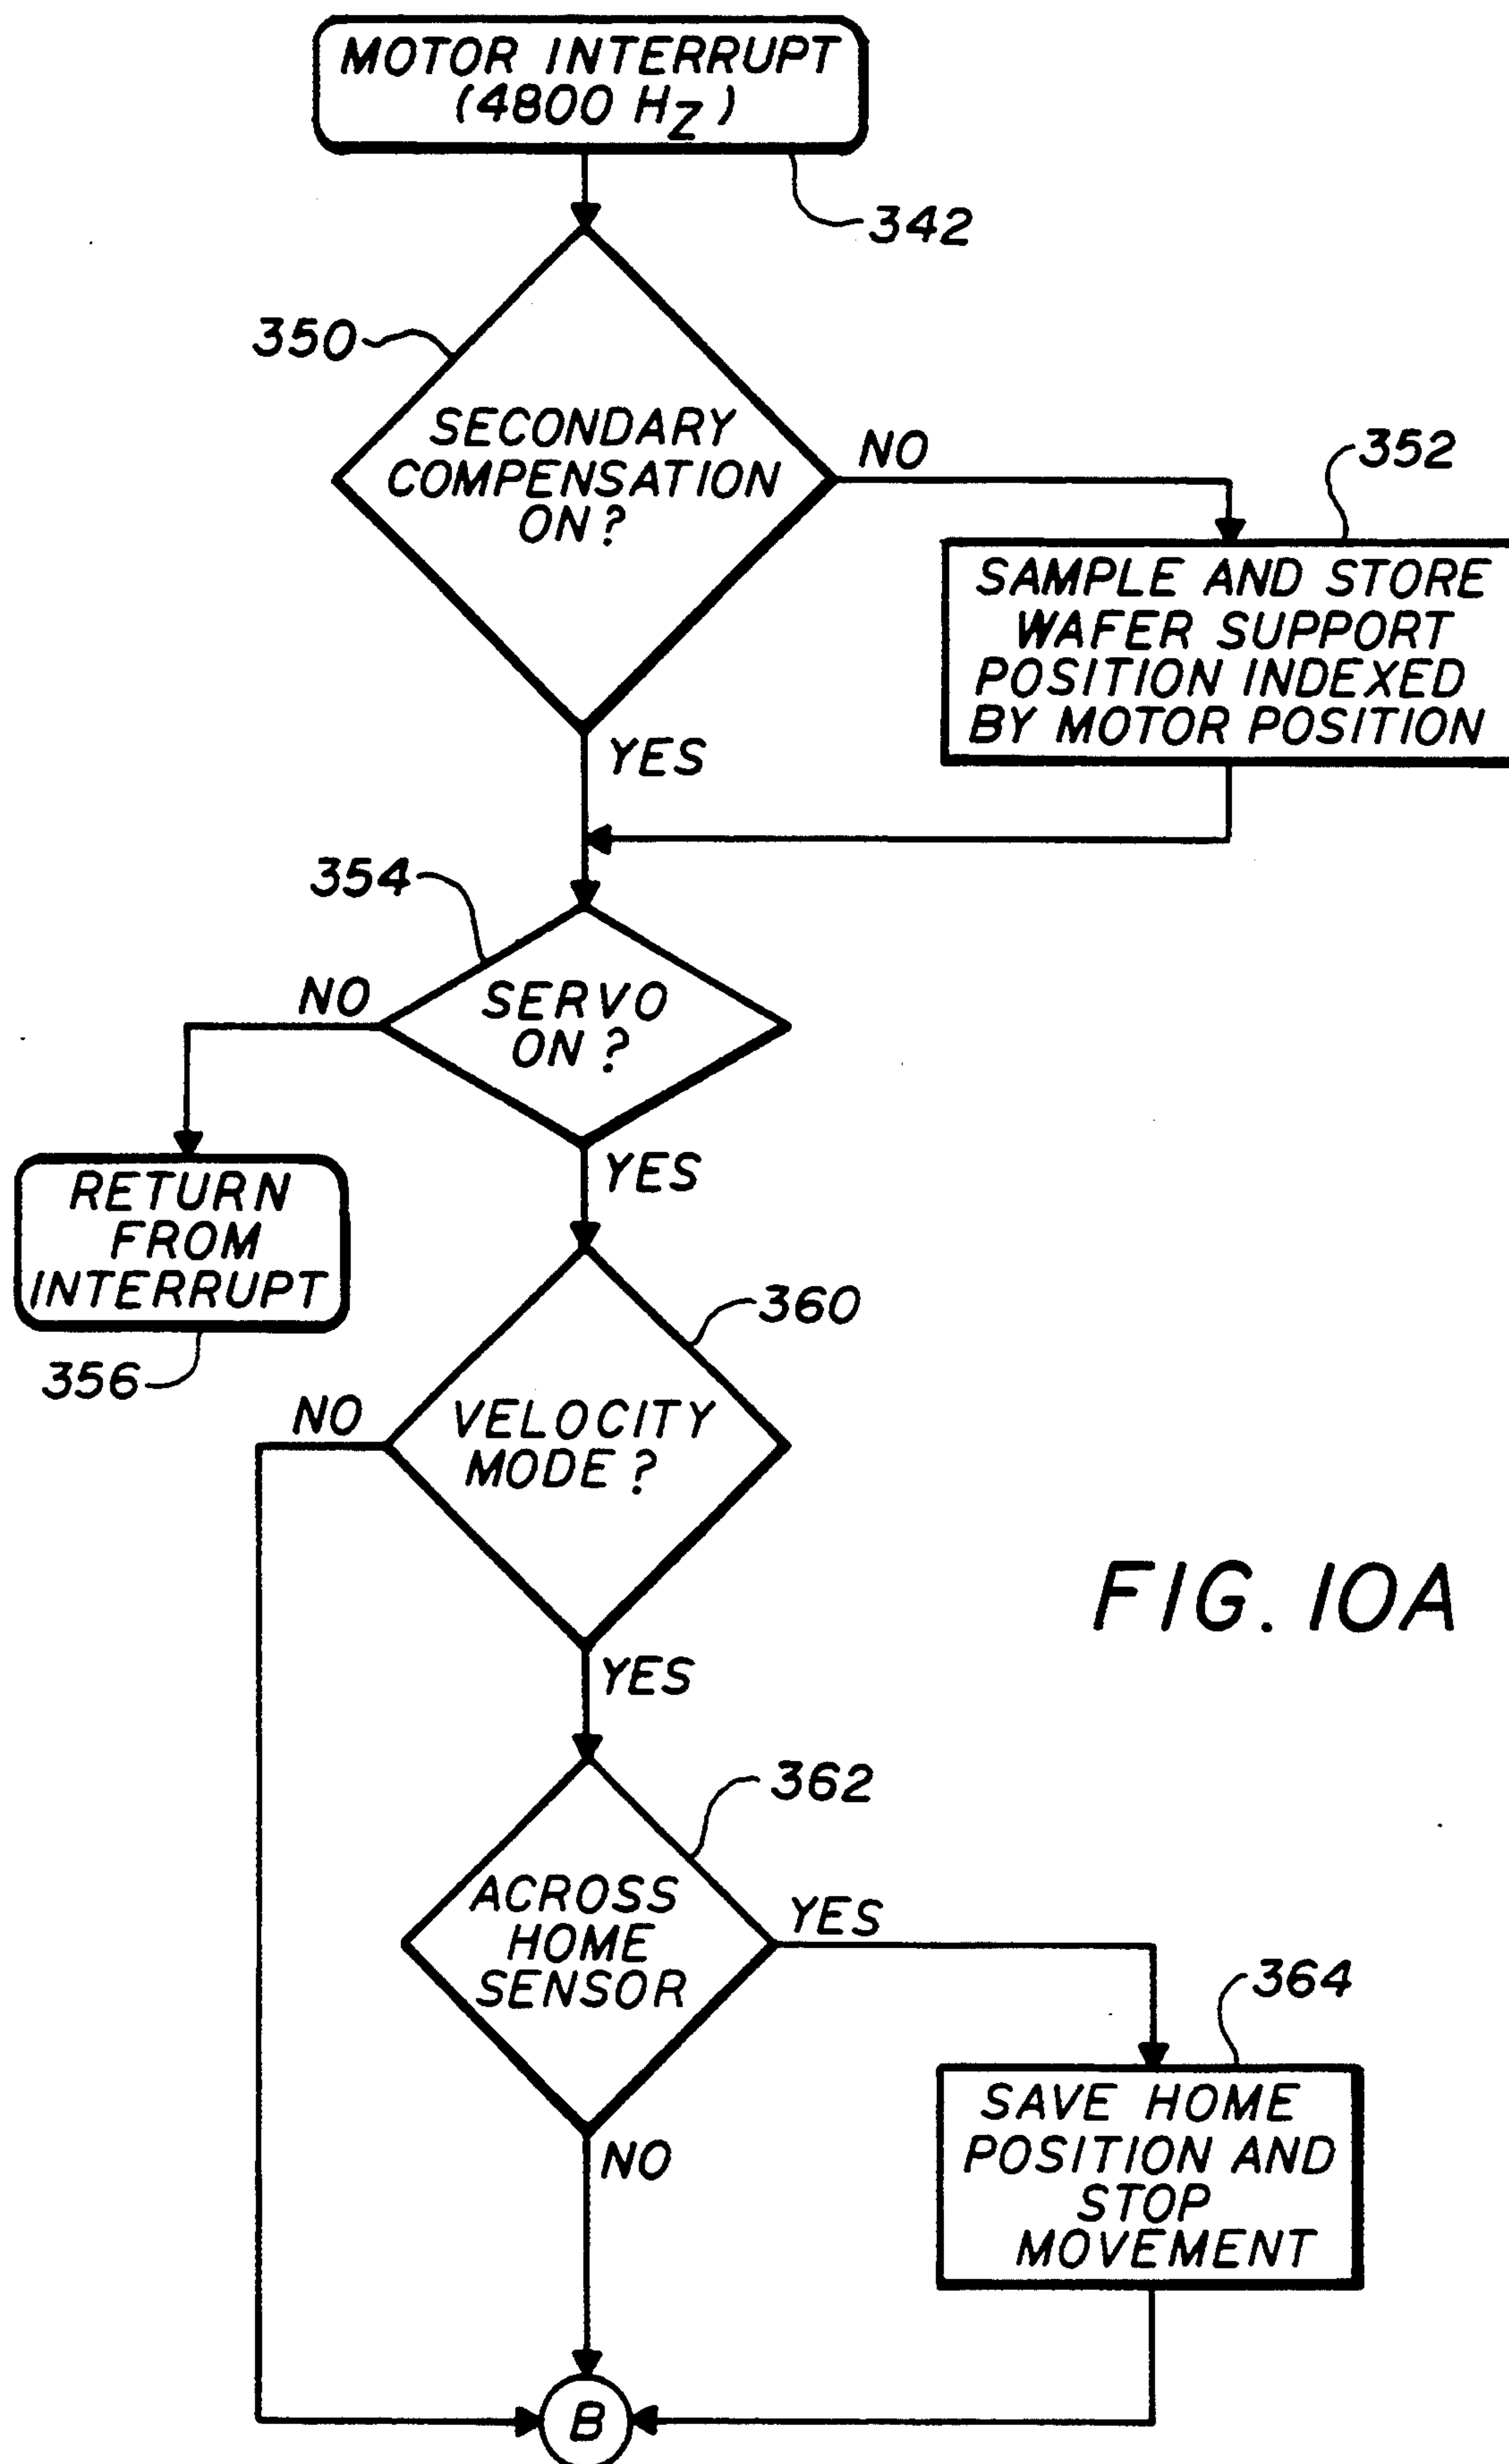 MOTOR INTERRUPT
(4800 HZ)
342
350
SECONDARY
COMPENSATION
ON?
NO
352
SAMPLE AND STORE
WAFER SUPPORT
POSITION INDEXED
BY MOTOR POSITION
YES
354
NO
SERVO
ON?
RETURN
FROM
INTERRUPT
356
YES
360
NO
VELOCITY
MODE?
FIG. 10A
YES
362
ACROSS
HOME
SENSOR
YES
364
SAVE HOME
POSITION AND
STOP
MOVEMENT
NO
B